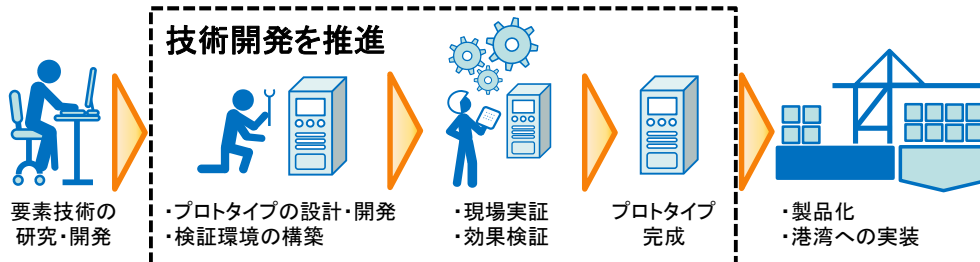 技術開発を推進
要素技術の
研究・開発
・プロトタイプの設計・開発
・検証環境の構築
・現場実証
・効果検証
プロトタイプ
完成
・製品化
・港湾への実装